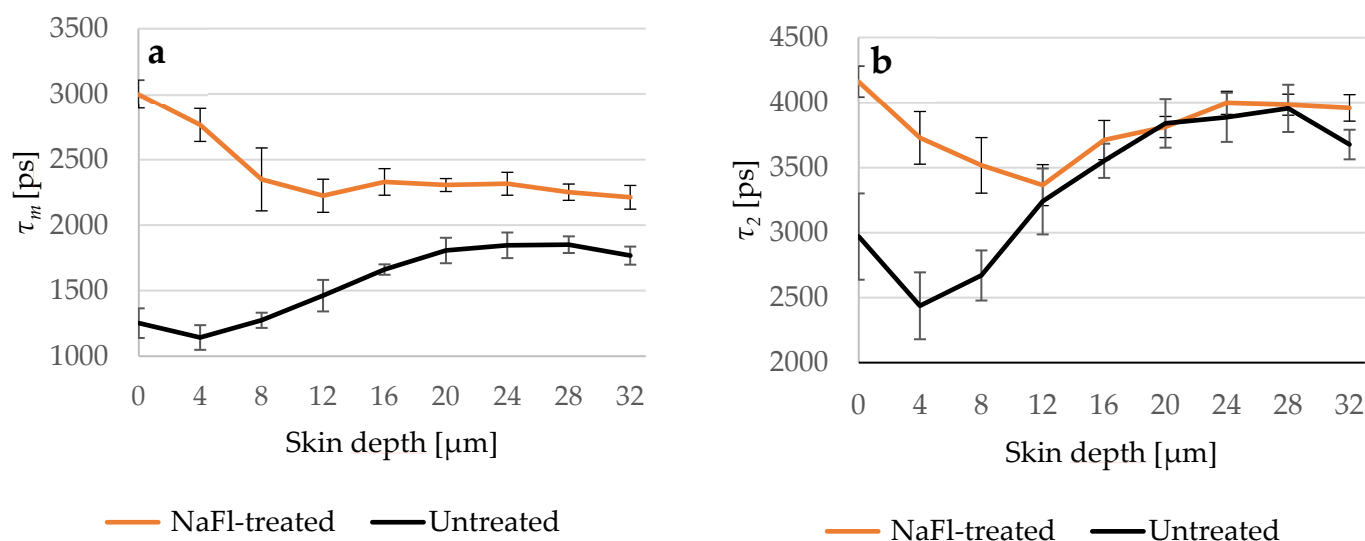 a
3500
3000
2500
2000
1500
1000
τm [ps]
0 4 8 12 16 20 24 28 32
Skin depth [µm]
NaFl-treated Untreated
b
4500
4000
3500
3000
2500
2000
τ2 [ps]
0 4 8 12 16 20 24 28 32
Skin depth [µm]
NaFl-treated Untreated